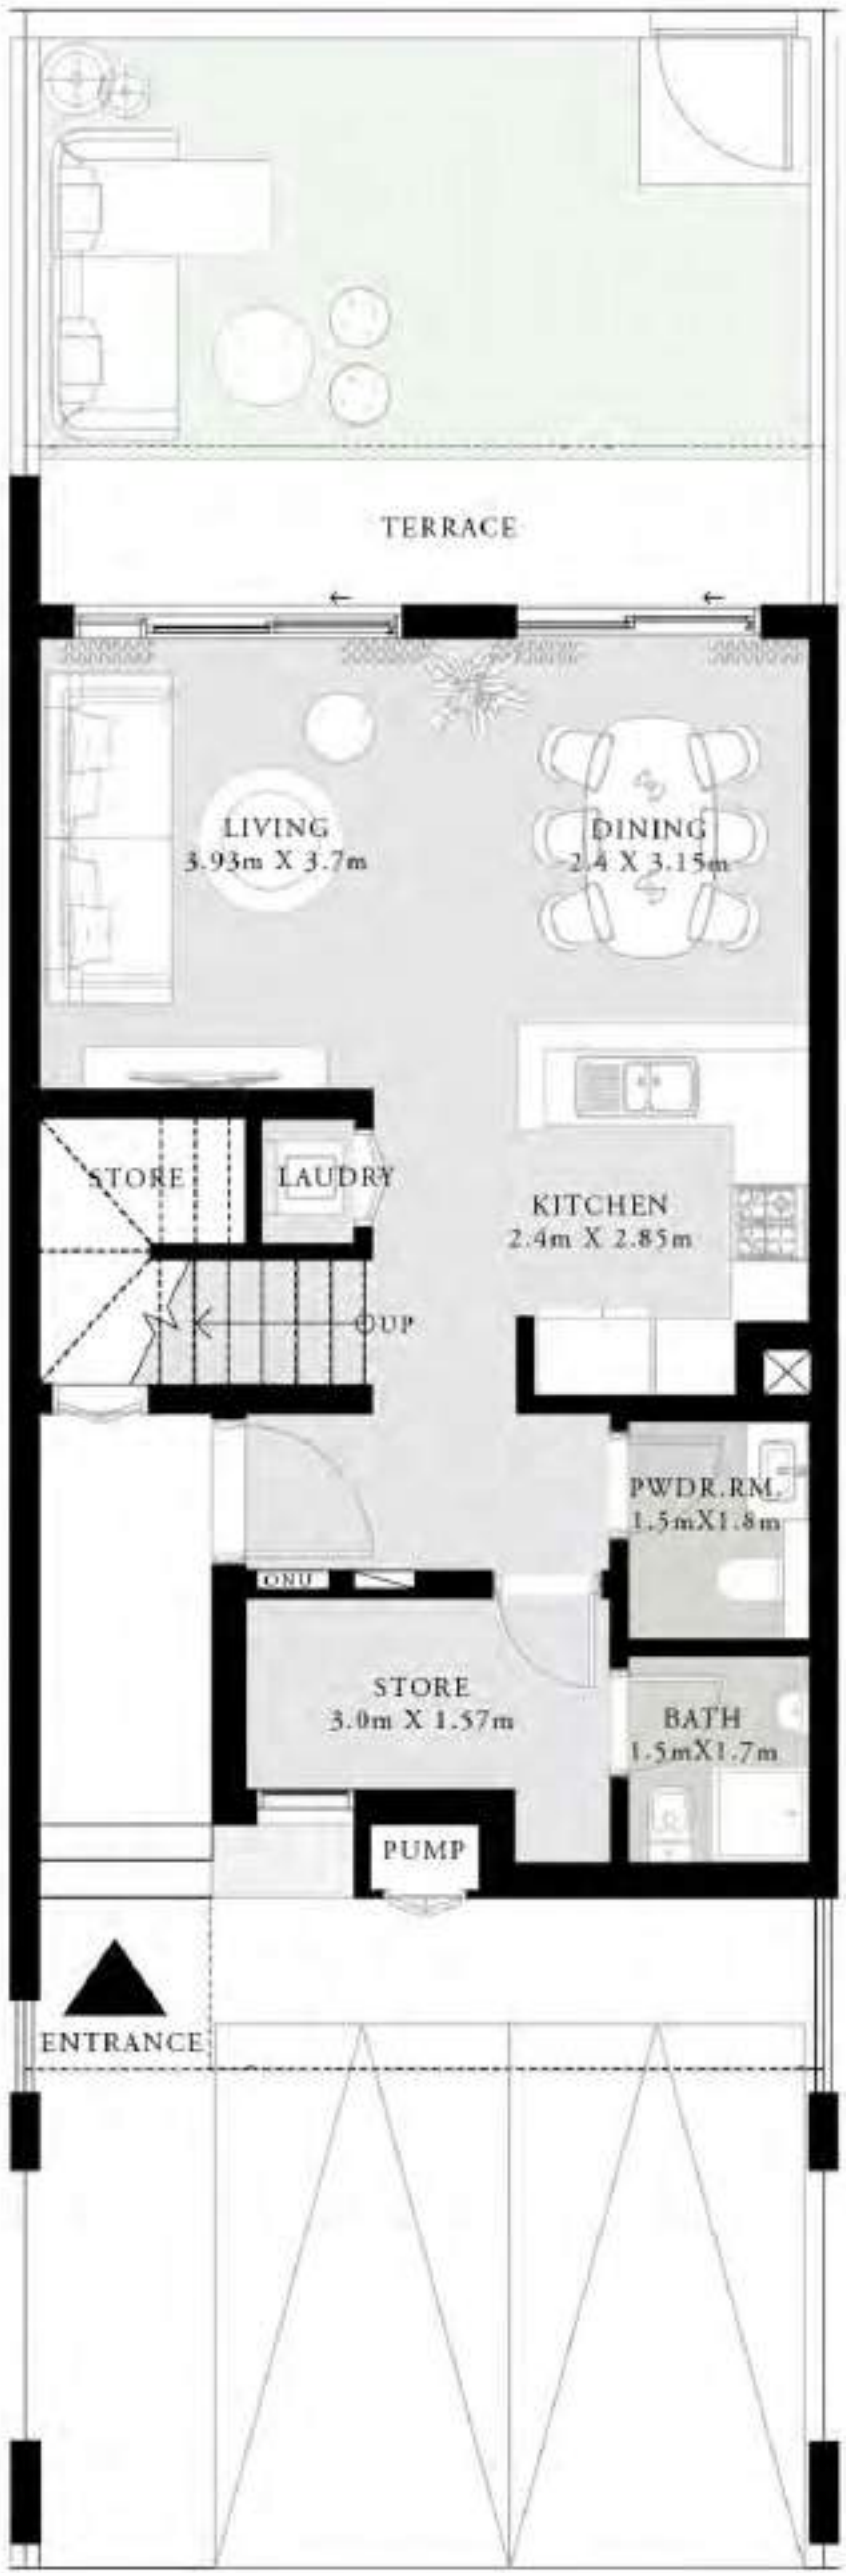 TERRACE
LIVING
3.93m X 3.7m
DINING
2.4 X 3.15m
STORE
LAUDRY
KITCHEN
2.4m X 2.85m
UP
PWDR.RM.
1.5mX1.8m
ONU
STORE
3.0m X 1.57m
BATH
1.5mX1.7m
PUMP
ENTRANCE